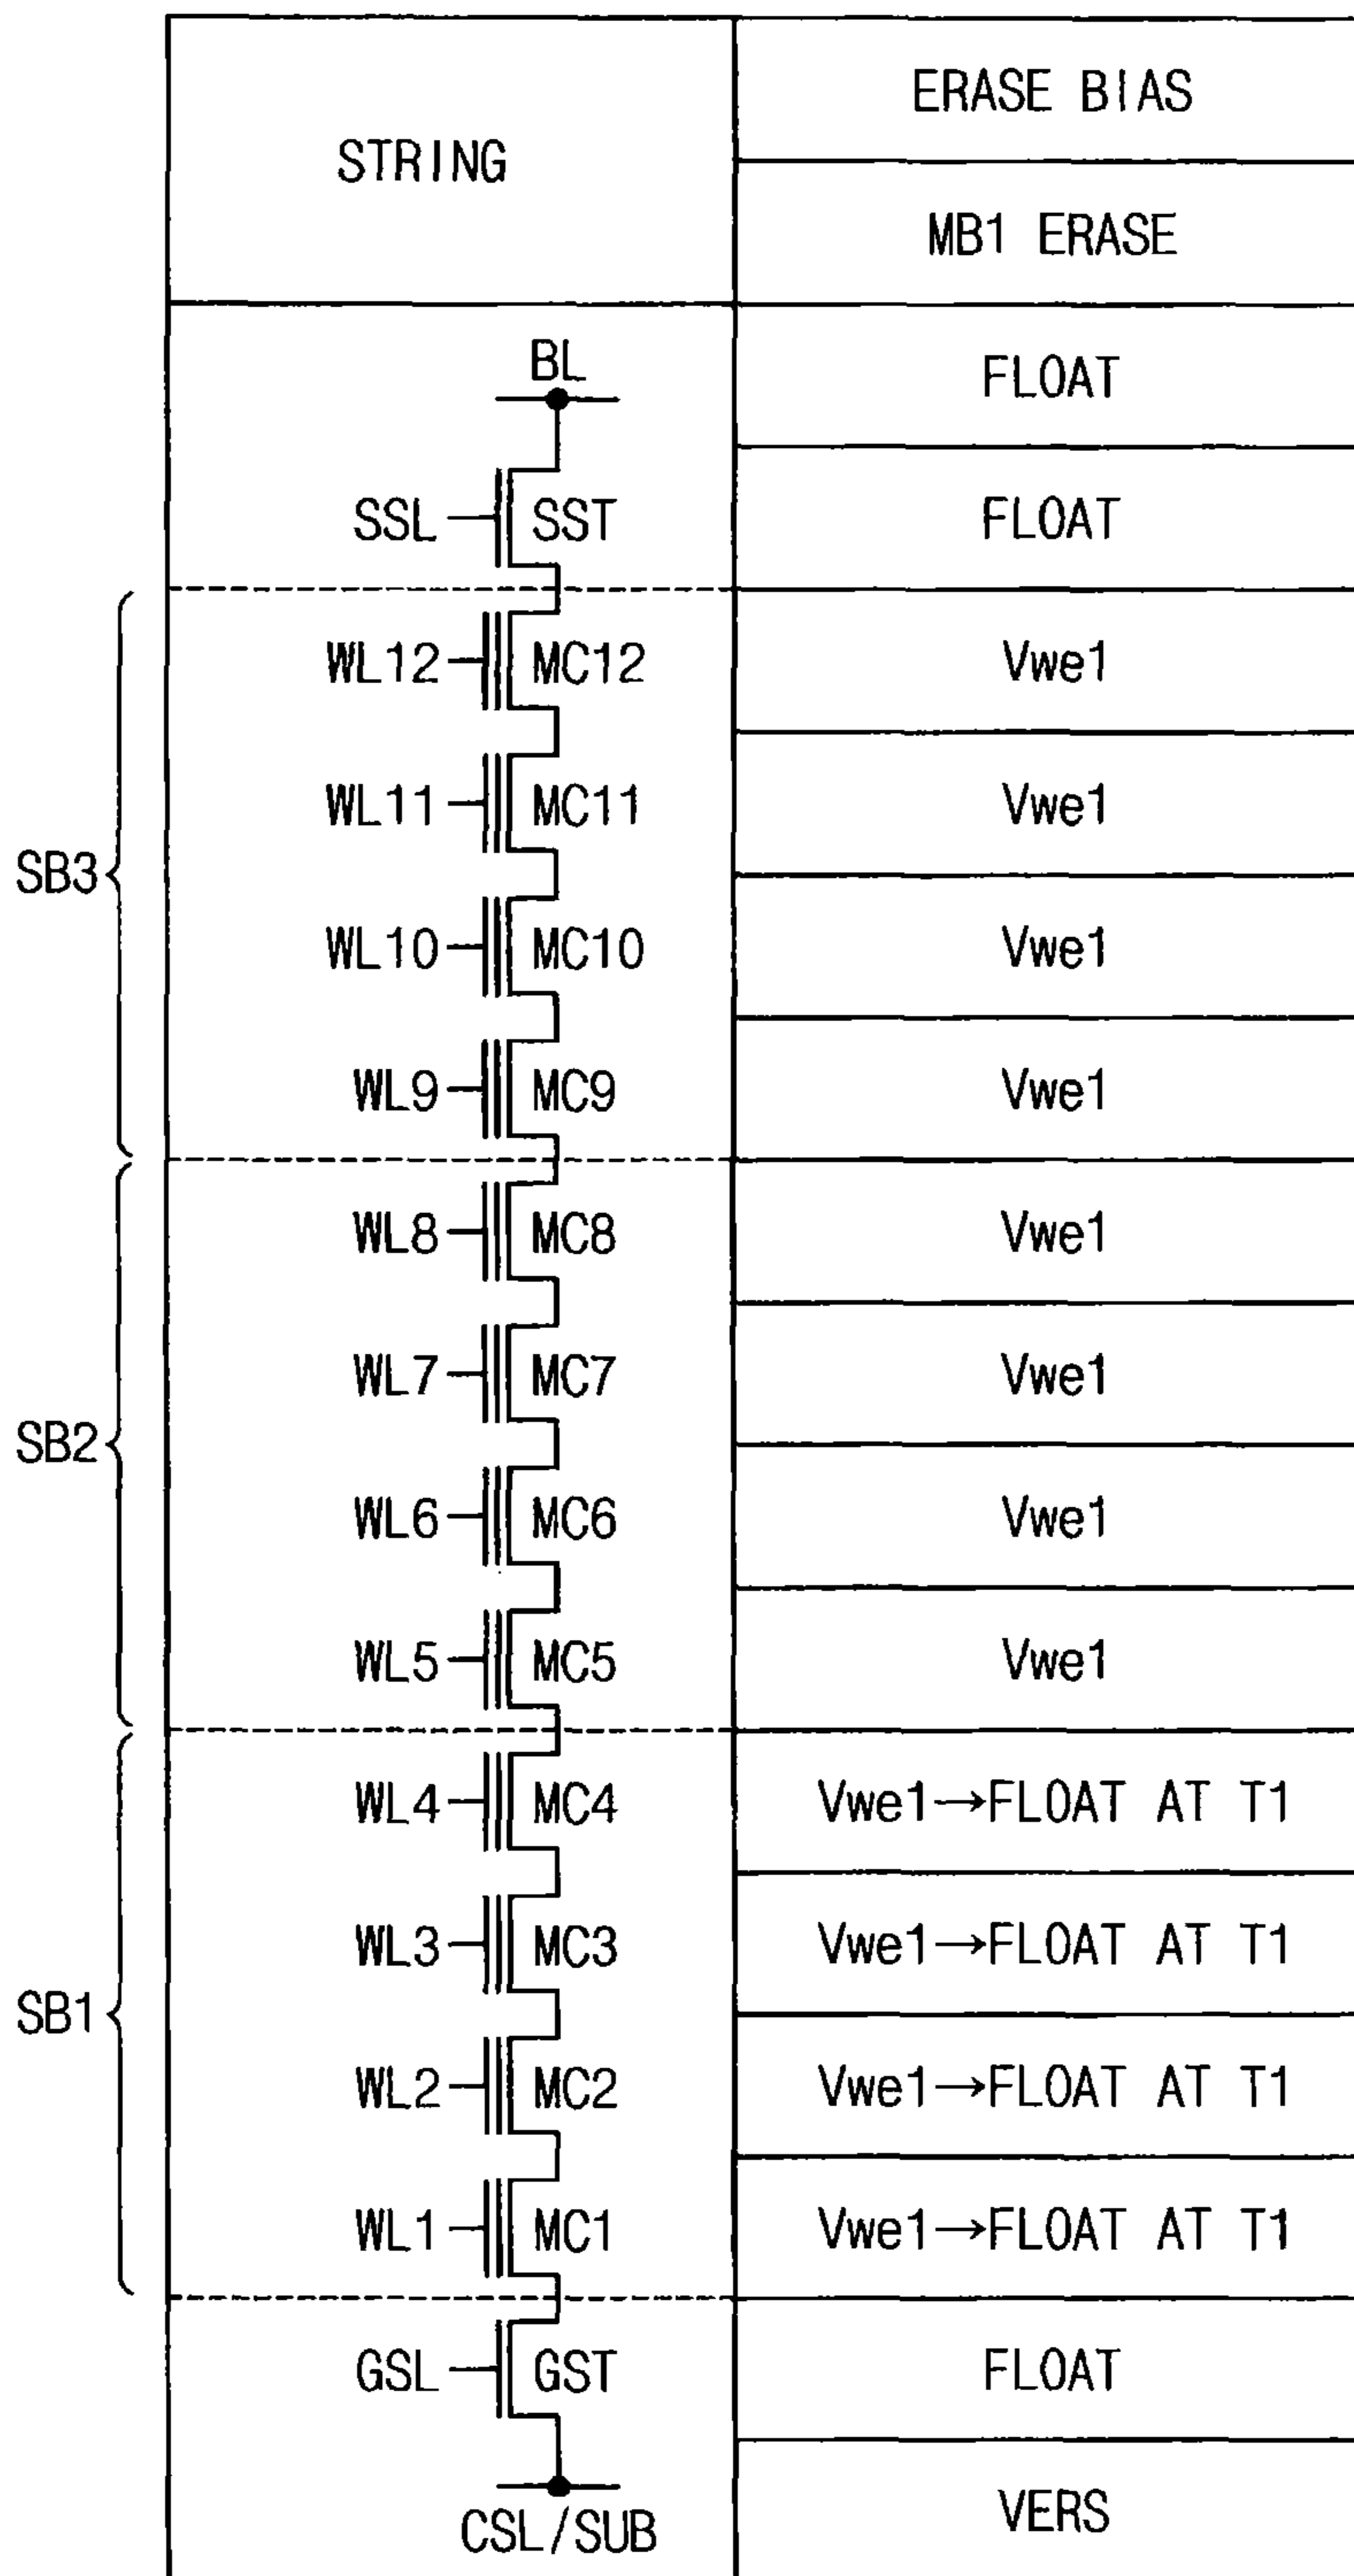 STRING
ERASE BIAS
MB1 ERASE
BL
FLOAT
SSL SST FLOAT
WL12 MC12 Vwe1
WL11 MC11 Vwe1
SB3
WL10 MC10 Vwe1
WL9 MC9 Vwe1
WL8 MC8 Vwe1
WL7 MC7 Vwe1
SB2
WL6 MC6 Vwe1
WL5 MC5 Vwe1
WL4 MC4 Vwe1→FLOAT AT T1
WL3 MC3 Vwe1→FLOAT AT T1
SB1
WL2 MC2 Vwe1→FLOAT AT T1
WL1 MC1 Vwe1→FLOAT AT T1
GSL GST FLOAT
CSL/SUB VERS